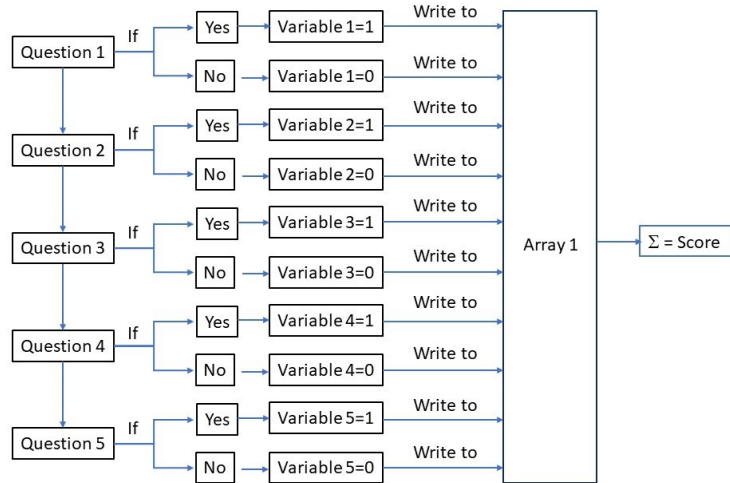 Question 1
If
Yes
Variable 1=1
Write to
No
Variable 1=0
Write to
Question 2
If
Yes
Variable 2=1
Write to
No
Variable 2=0
Write to
Question 3
If
Yes
Variable 3=1
Write to
No
Variable 3=0
Write to
Question 4
If
Yes
Variable 4=1
Write to
No
Variable 4=0
Write to
Question 5
If
Yes
Variable 5=1
Write to
No
Variable 5=0
Write to
Array 1
Σ = Score